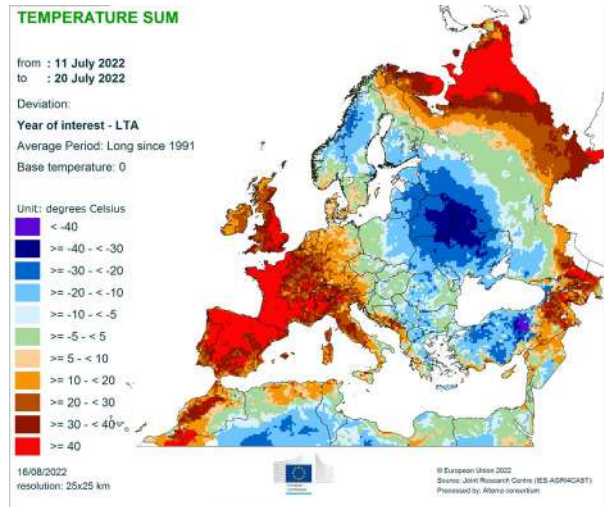 TEMPERATURE SUM
from : 11 July 2022
to : 20 July 2022
Deviation:
Year of interest - LTA
Average Period: Long since 1991
Base temperature: 0
Unit: degrees Celsius
< -40
>= -40 - < -30
>= -30 - < -20
>= -20 - < -10
>= -10 - < -5
>= -5 - < 5
>= 5 - < 10
>= 10 - < 20
>= 20 - < 30
>= 30 - < 40
>= 40
16/08/2022
resolution: 25x25 km
© European Union 2022
Source: Joint Research Centre (IES-AGRI4CAST)
Processed by: Alterra consortium